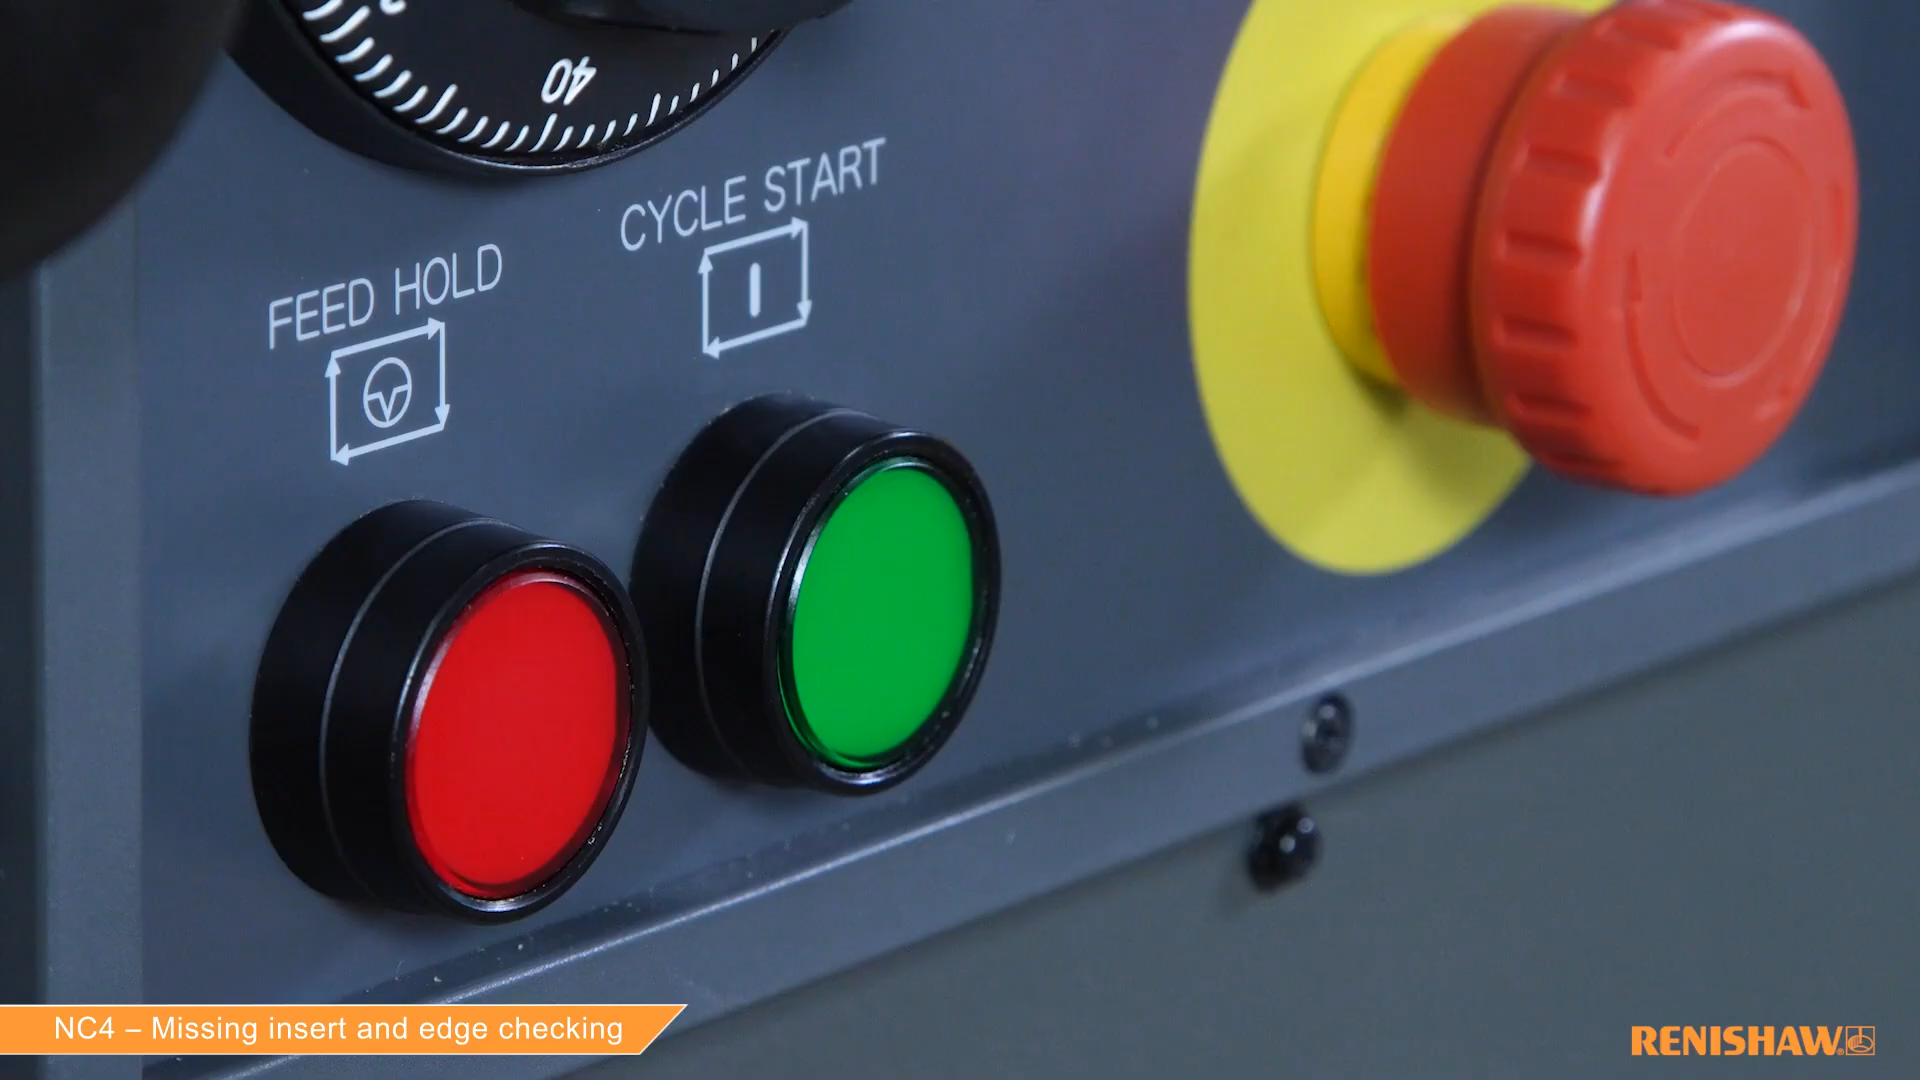 40
CYCLE START
FEED HOLD
NC4 – Missing insert and edge checking
RENISHAW